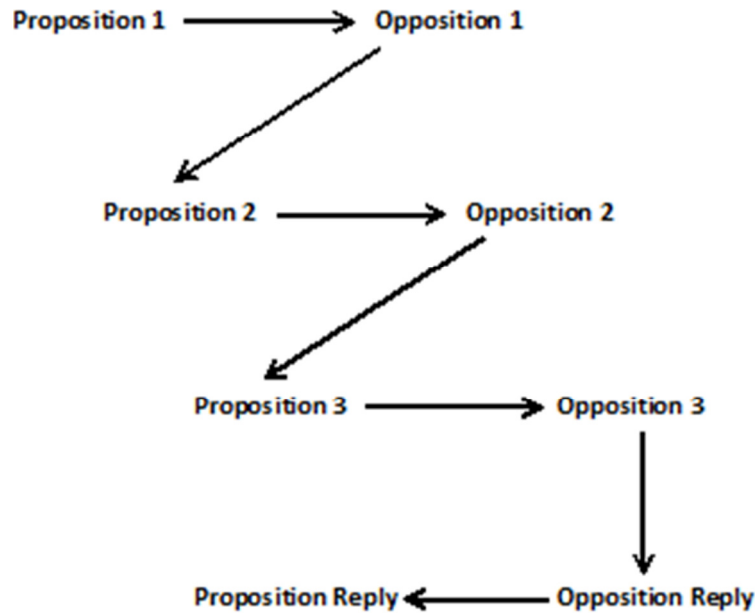 Proposition 1
Opposition 1
Proposition 2
Opposition 2
Proposition 3
Opposition 3
Proposition Reply
Opposition Reply